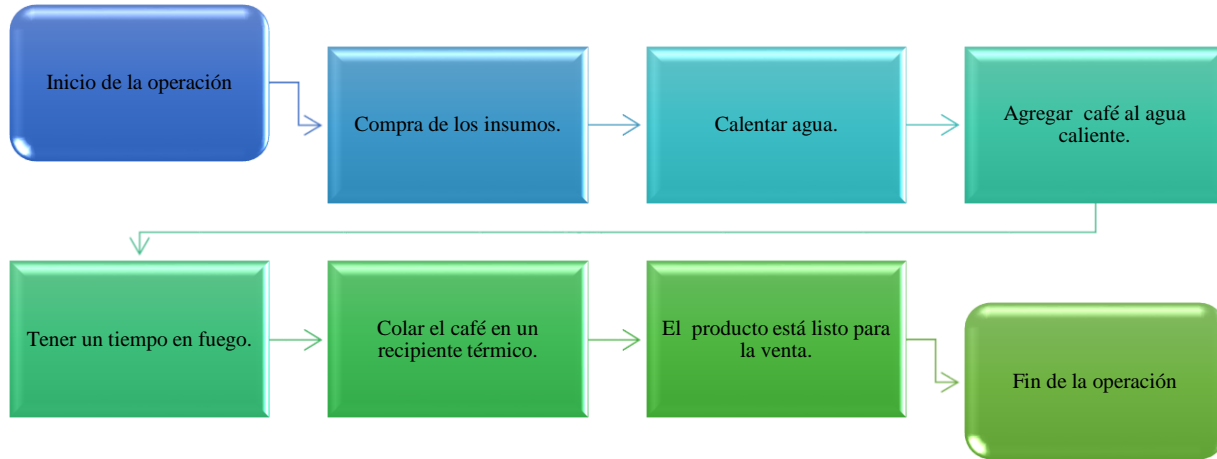 Inicio de la operación
Compra de los insumos.
Calentar agua.
Agregar café al agua
caliente.
Tener un tiempo en fuego.
Colar el café en un
recipiente térmico.
El producto está listo para
la venta.
Fin de la operación